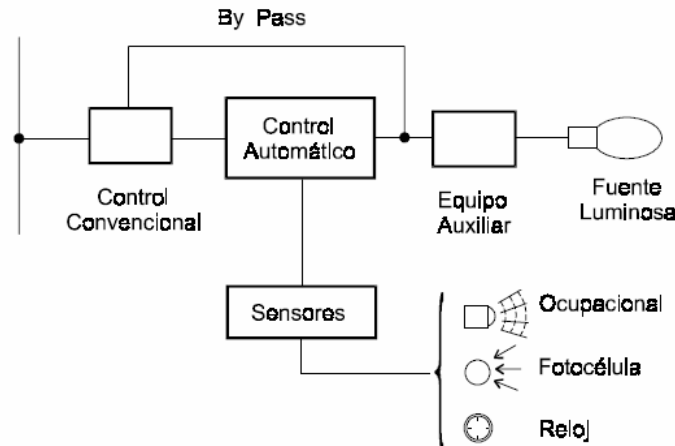 By Pass
Control
Automático
Control
Convencional
Equipo
Auxiliar
Fuente
Luminosa
Sensores
Ocupacional
Fotocélula
Reloj